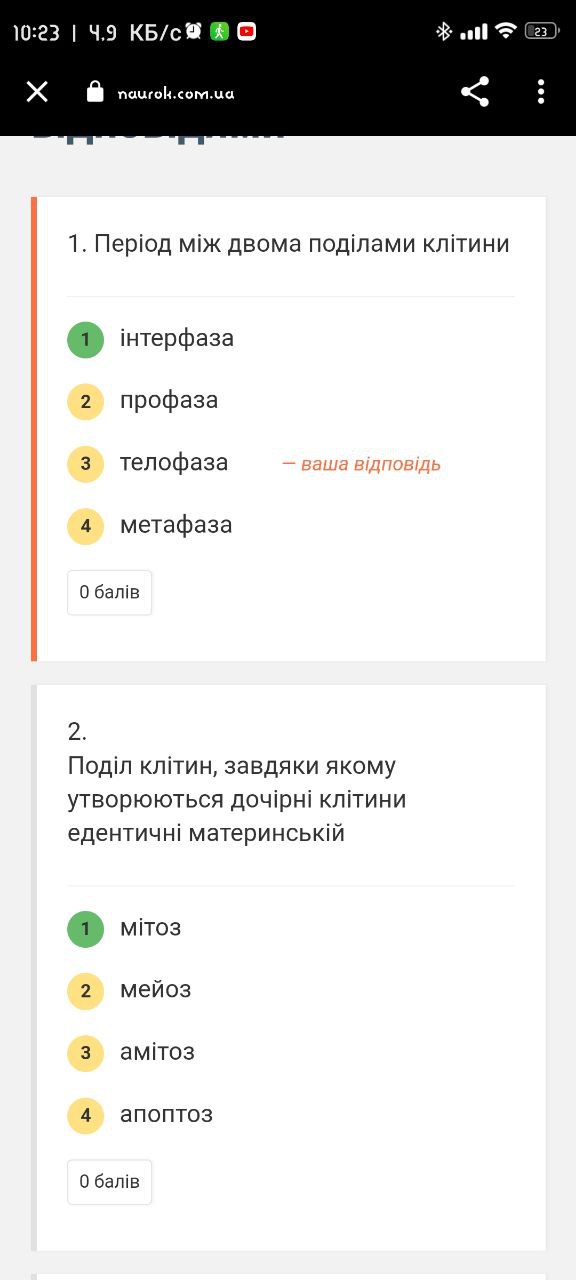 10:23 | 4.9 КБ/с
23
naurok.com.ua
1. Період між двома поділами клітини
1 інтерфаза
2 профаза
3 телофаза – ваша відповідь
4 метафаза
0 балів
2.
Поділ клітин, завдяки якому
утворюються дочірні клітини
едентичні материнській
1 мітоз
2 мейоз
3 амітоз
4 апоптоз
0 балів